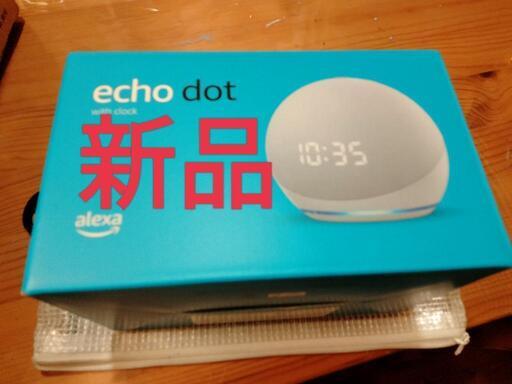 echo dot
with clock
10:35
新品
alexa